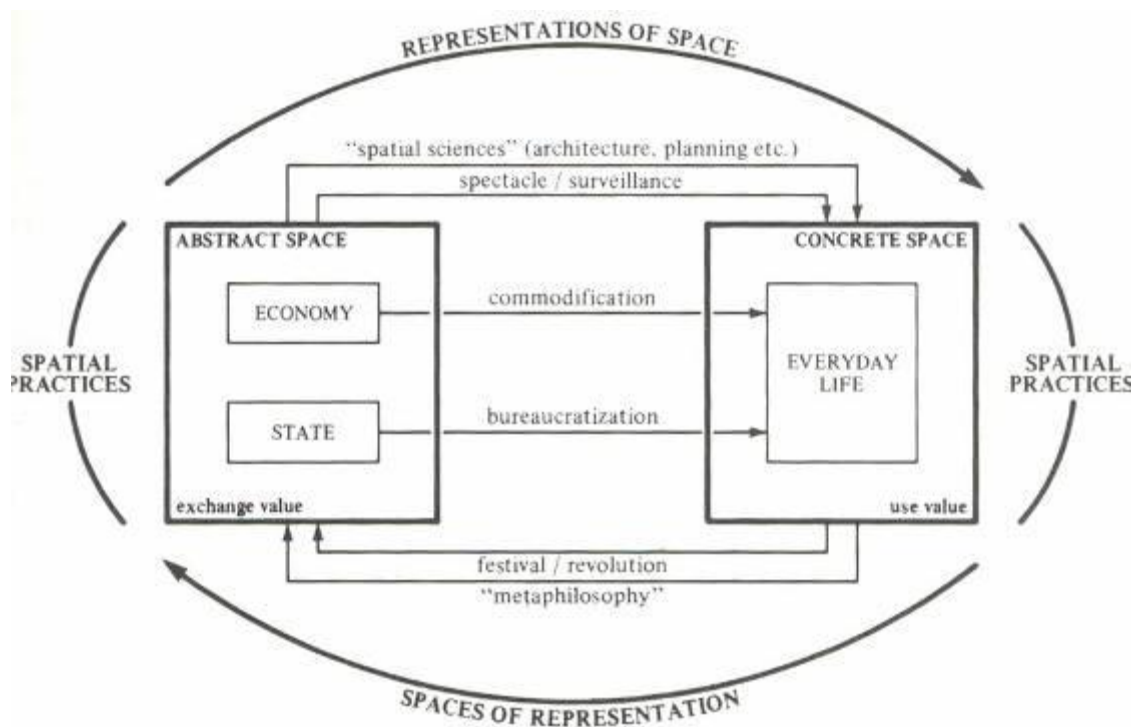 REPRESENTATIONS OF SPACE
"spatial sciences" (architecture, planning etc.)
spectacle / surveillance
ABSTRACT SPACE
CONCRETE SPACE
ECONOMY
commodification
EVERYDAY
LIFE
SPATIAL
PRACTICES
SPATIAL
PRACTICES
STATE
bureaucratization
exchange value
use value
festival / revolution
"metaphilosophy"
SPACES OF REPRESENTATION